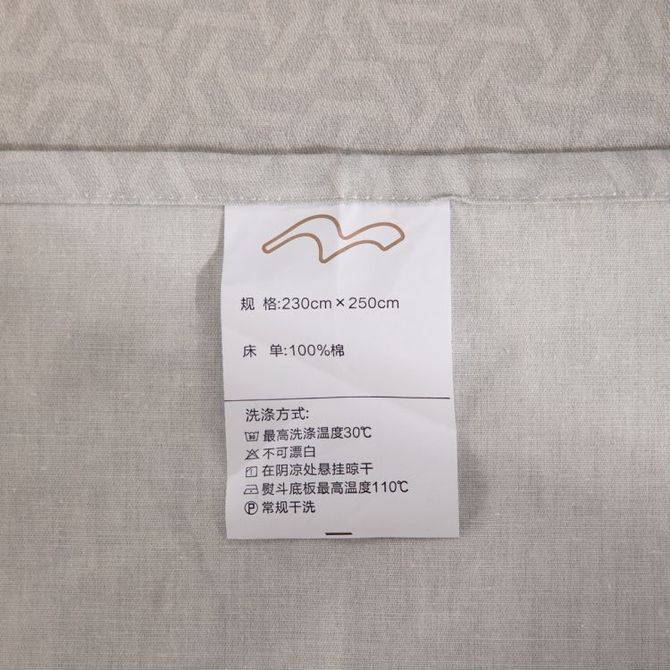 规 格:230cm×250cm
床 单:100%棉
洗涤方式:
最高洗涤温度30℃
不可漂白
在阴凉处悬挂晾干
熨斗底板最高温度110℃
Ⓟ常规干洗